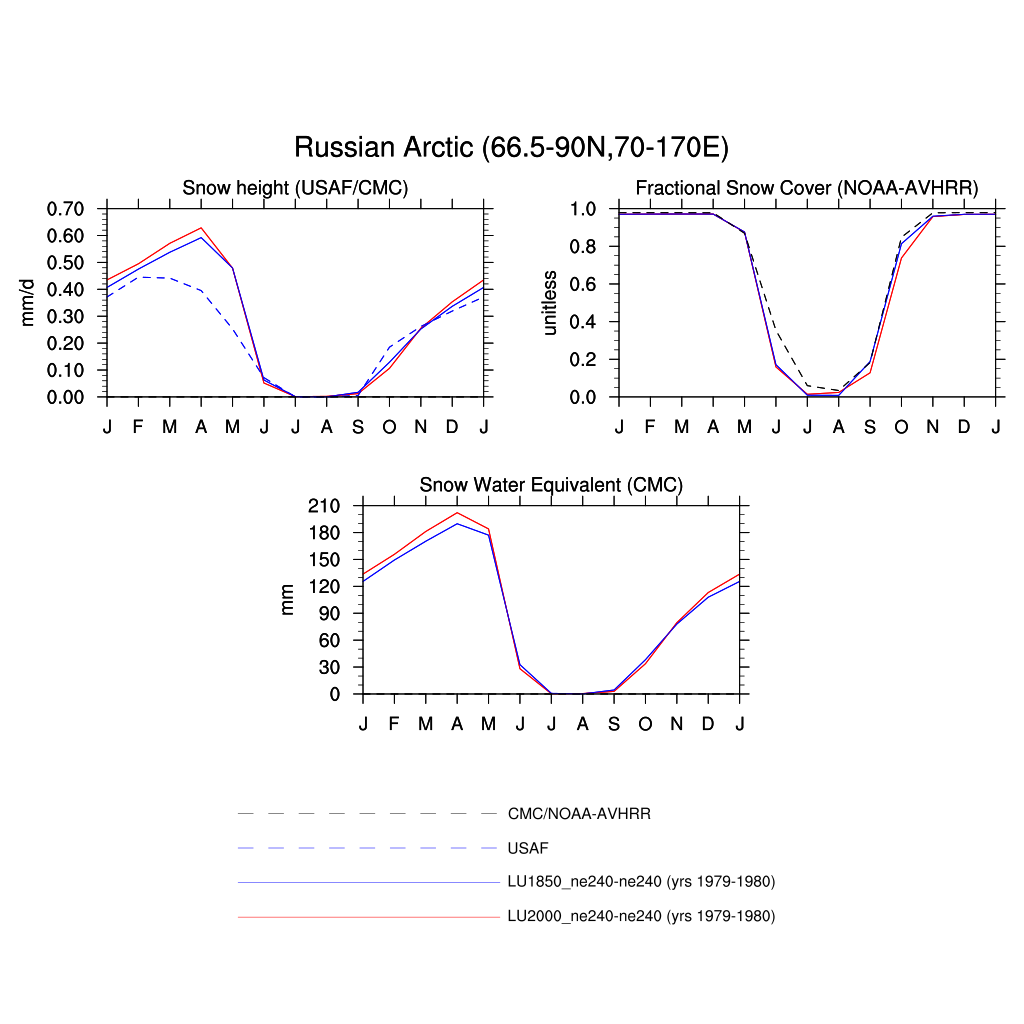 Russian Arctic (66.5-90N,70-170E)
Snow height (USAF/CMC)
mm/d
0.70
0.60
0.50
0.40
0.30
0.20
0.10
0.00
J F M A M J J A S O N D J
Fractional Snow Cover (NOAA-AVHRR)
unitless
1.0
0.8
0.6
0.4
0.2
0.0
J F M A M J J A S O N D J
Snow Water Equivalent (CMC)
mm
210
180
150
120
90
60
30
0
J F M A M J J A S O N D J
CMC/NOAA-AVHRR
USAF
LU1850_ne240-ne240 (yrs 1979-1980)
LU2000_ne240-ne240 (yrs 1979-1980)